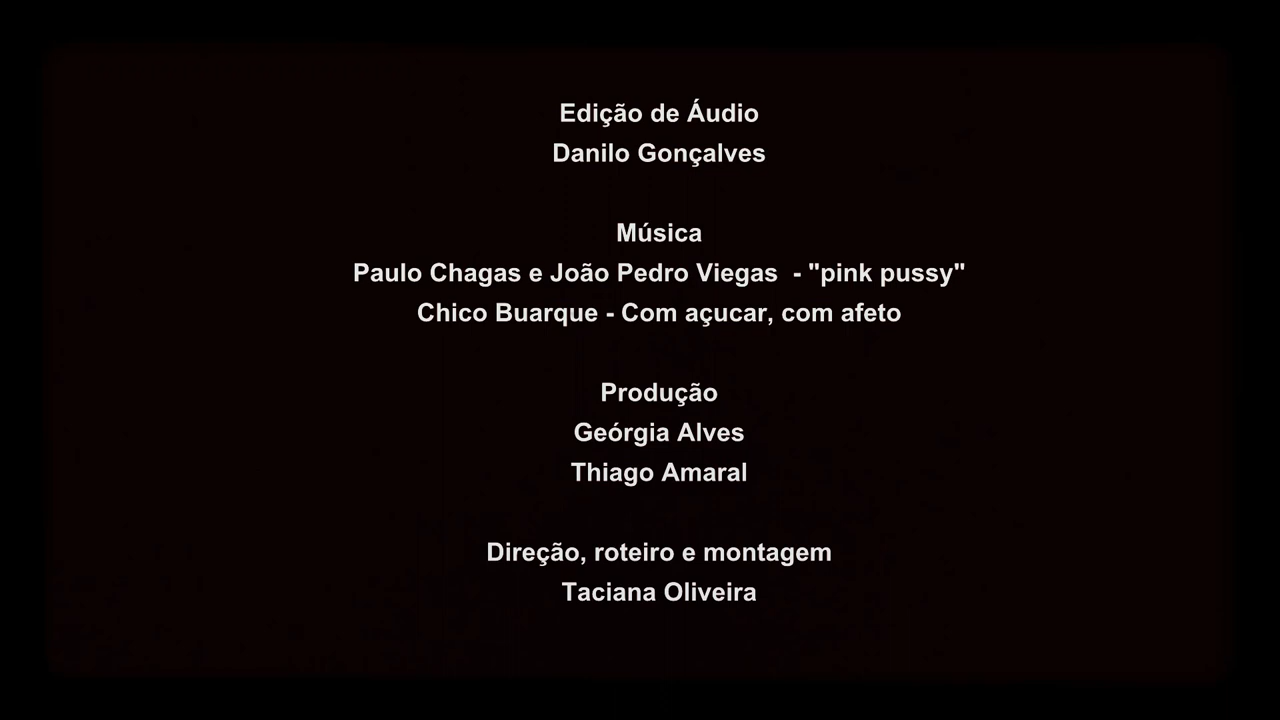 Edição de Áudio
Danilo Gonçalves
Música
Paulo Chagas e João Pedro Viegas  - "pink pussy"
Chico Buarque - Com açucar, com afeto
Produção
Geórgia Alves
Thiago Amaral
Direção, roteiro e montagem
Taciana Oliveira